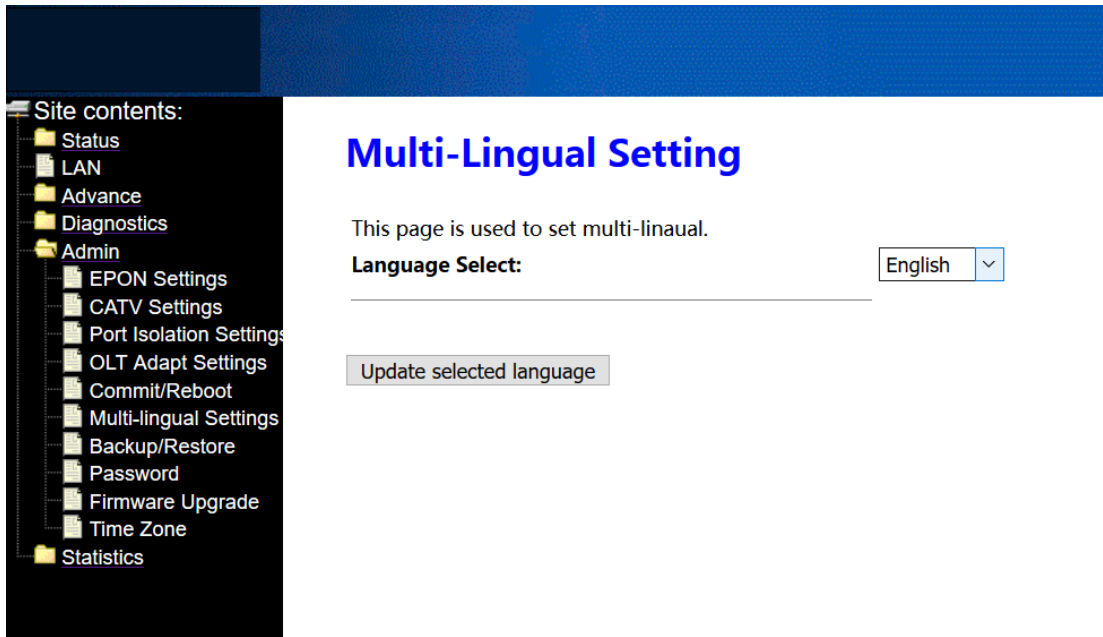 Site contents:
Status
LAN
Advance
Diagnostics
Admin
EPON Settings
CATV Settings
Port Isolation Settings
OLT Adapt Settings
Commit/Reboot
Multi-lingual Settings
Backup/Restore
Password
Firmware Upgrade
Time Zone
Statistics
Multi-Lingual Setting
This page is used to set multi-linaual.
Language Select: English
Update selected language